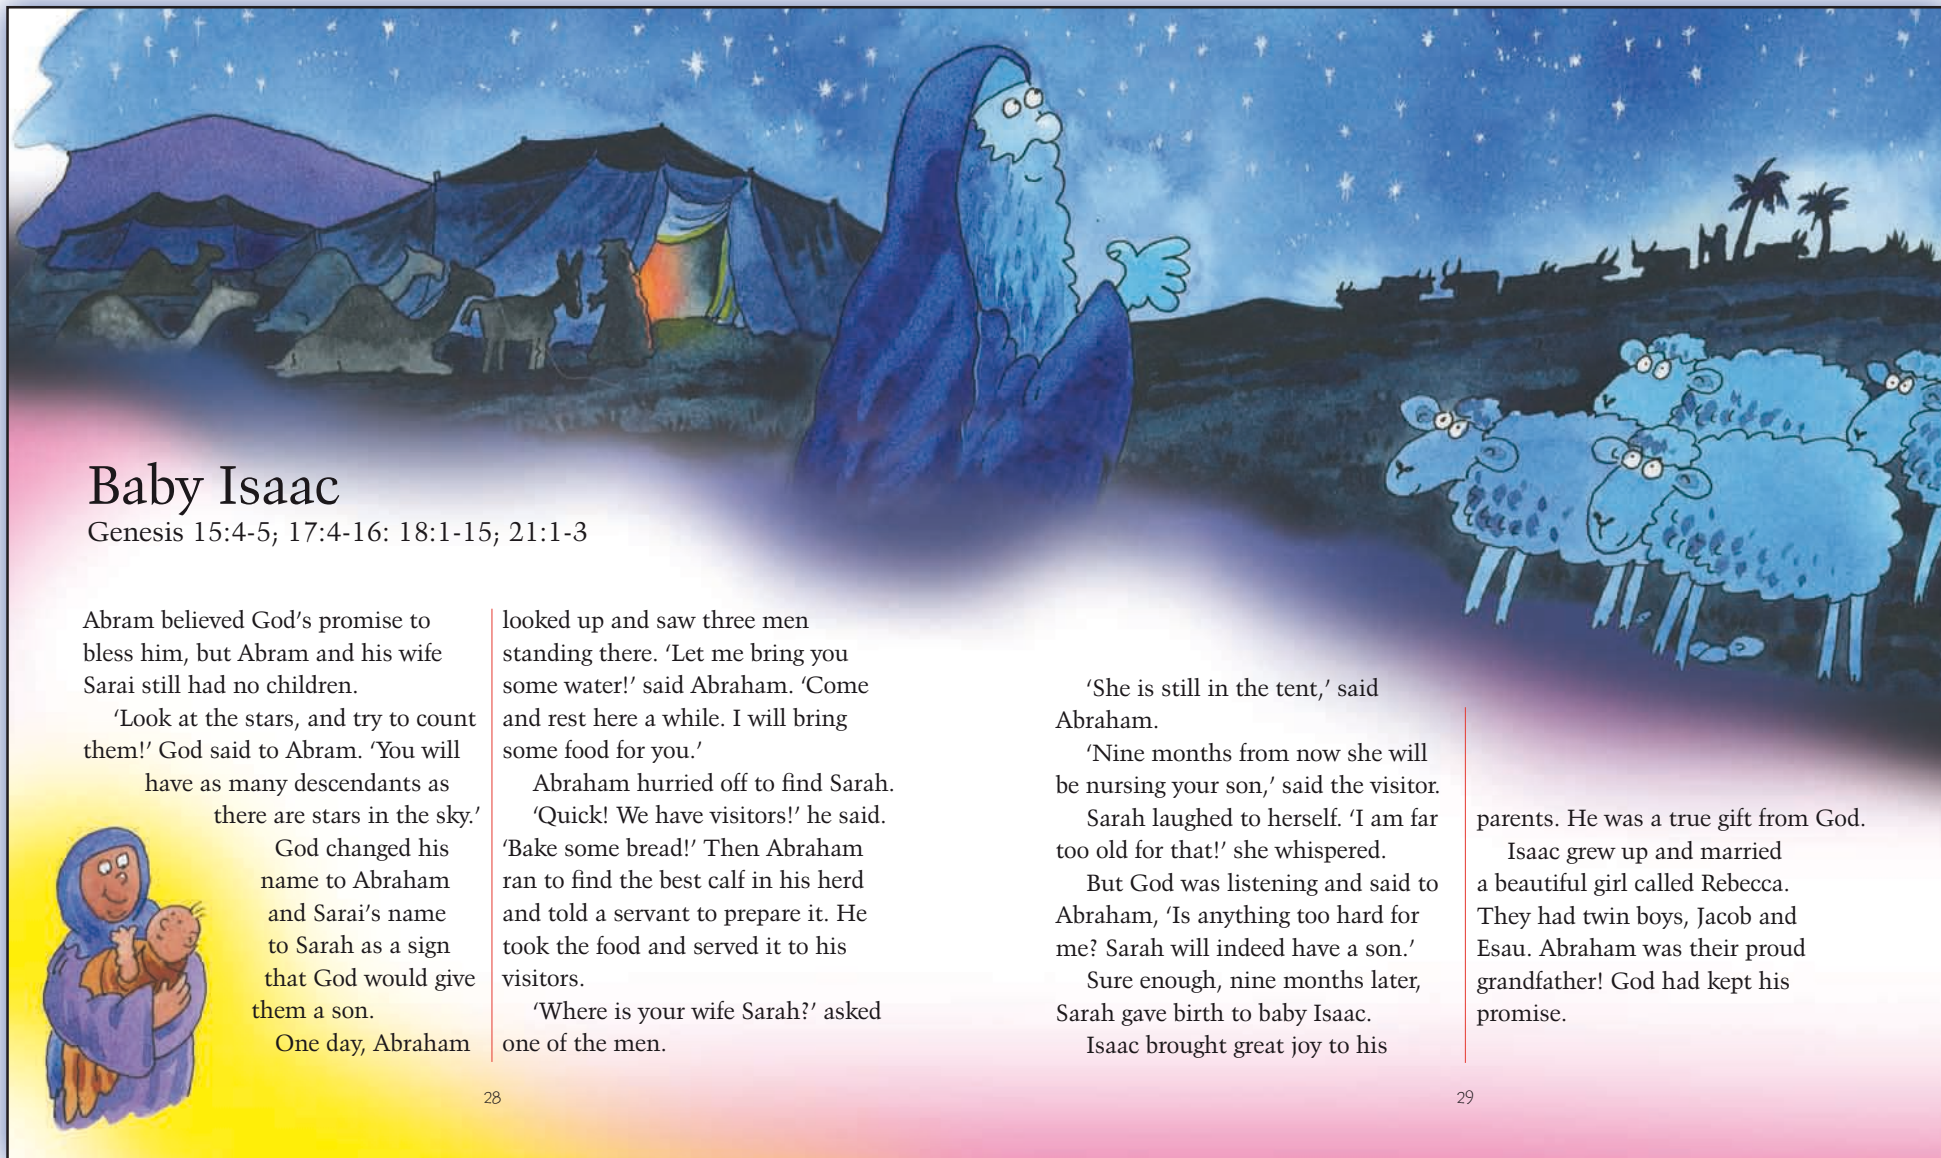 Baby Isaac
Genesis 15:4-5; 17:4-16: 18:1-15; 21:1-3
Abram believed God’s promise to
bless him, but Abram and his wife
Sarai still had no children.
‘Look at the stars, and try to count
them!’ God said to Abram. ‘You will
have as many descendants as
there are stars in the sky.’
God changed his
name to Abraham
and Sarai’s name
to Sarah as a sign
that God would give
them a son.
One day, Abraham
looked up and saw three men
standing there. ‘Let me bring you
some water!’ said Abraham. ‘Come
and rest here a while. I will bring
some food for you.’
Abraham hurried off to find Sarah.
‘Quick! We have visitors!’ he said.
‘Bake some bread!’ Then Abraham
ran to find the best calf in his herd
and told a servant to prepare it. He
took the food and served it to his
visitors.
‘Where is your wife Sarah?’ asked
one of the men.
28
‘She is still in the tent,’ said
Abraham.
‘Nine months from now she will
be nursing your son,’ said the visitor.
Sarah laughed to herself. ‘I am far
too old for that!’ she whispered.
But God was listening and said to
Abraham, ‘Is anything too hard for
me? Sarah will indeed have a son.’
Sure enough, nine months later,
Sarah gave birth to baby Isaac.
Isaac brought great joy to his
parents. He was a true gift from God.
Isaac grew up and married
a beautiful girl called Rebecca.
They had twin boys, Jacob and
Esau. Abraham was their proud
grandfather! God had kept his
promise.
29